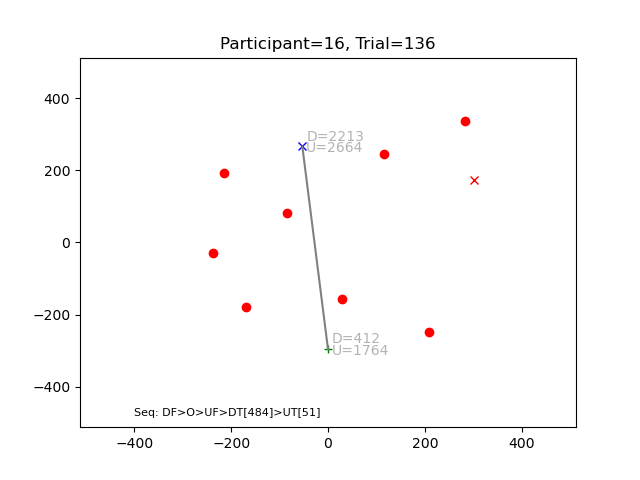 Participant=16, Trial=136
400
200
0
−200
−400
D=2213
U=2664
D=412
U=1764
Seq: DF>O>UF>DT[484]>UT[51]
−400
−200
0
200
400